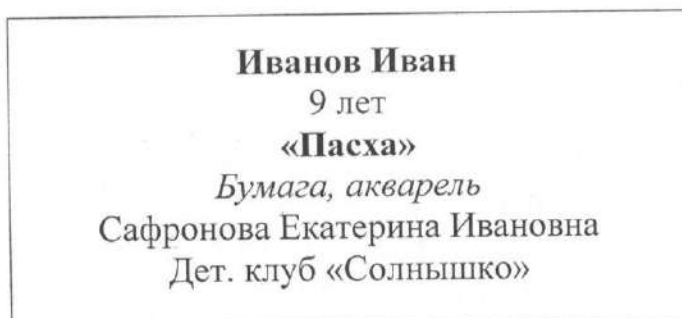 Иванов Иван
9 лет
«Пасха»
Бумага, акварель
Сафронова Екатерина Ивановна
Дет. клуб «Солнышко»